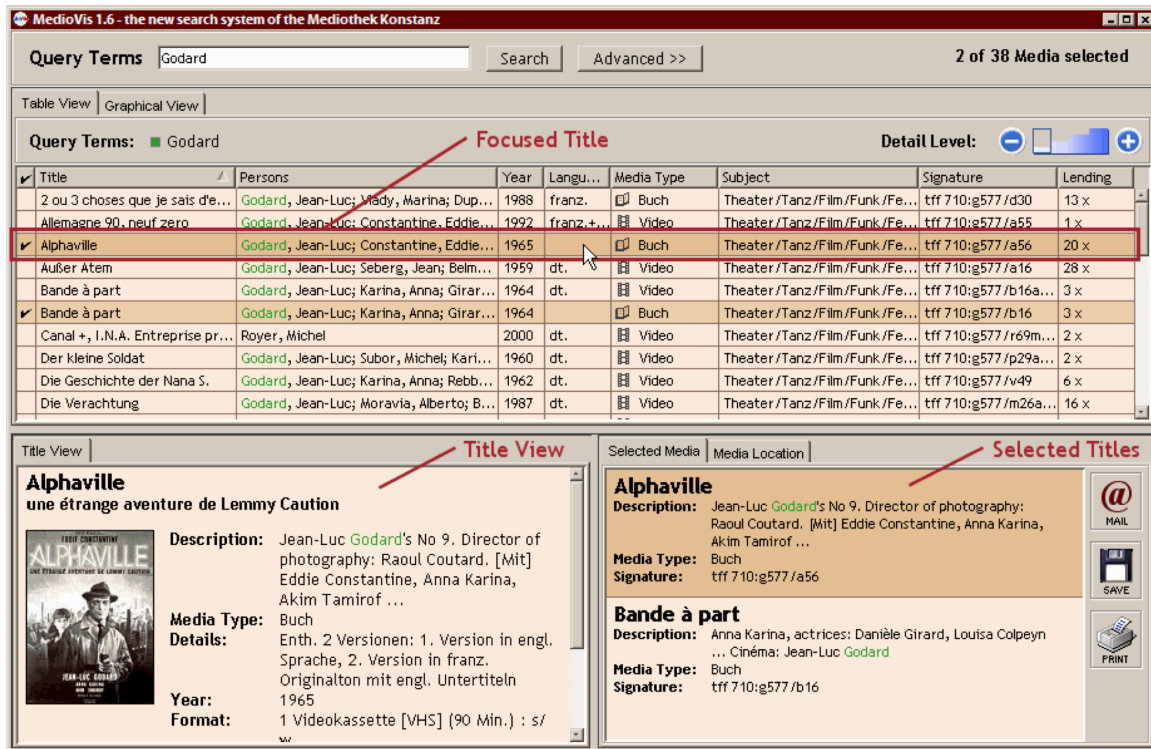 MedioVis 1.6 - the new search system of the Mediothek Konstanz
Query Terms Godard Search Advanced >> 2 of 38 Media selected
Table View Graphical View
Query Terms: Godard Focused Title Detail Level:
Title Persons Year Langu... Media Type Subject Signature Lending
2 ou 3 choses que je sais d'e... Godard, Jean-Luc; Vlady, Marina; Dup... 1988 franz. Buch Theater/Tanz/Film/Funk/Fe... tff 710:g577/d30 13 x
Allemagne 90, neuf zero Godard, Jean-Luc; Constantine, Eddie... 1992 franz.+... Video Theater/Tanz/Film/Funk/Fe... tff 710:g577/a55 1 x
Alphaville Godard, Jean-Luc; Constantine, Eddie... 1965 Buch Theater/Tanz/Film/Funk/Fe... tff 710:g577/a56 20 x
Außer Atem Godard, Jean-Luc; Seberg, Jean; Belm... 1959 dt. Video Theater/Tanz/Film/Funk/Fe... tff 710:g577/a16 28 x
Bande à part Godard, Jean-Luc; Karina, Anna; Girar... 1964 dt. Video Theater/Tanz/Film/Funk/Fe... tff 710:g577/b16a... 3 x
Bande à part Godard, Jean-Luc; Karina, Anna; Girar... 1964 Buch Theater/Tanz/Film/Funk/Fe... tff 710:g577/b16 3 x
Canal +, I.N.A. Entreprise pr... Royer, Michel 2000 dt. Video Theater/Tanz/Film/Funk/Fe... tff 710:g577/r69m... 2 x
Der kleine Soldat Godard, Jean-Luc; Subor, Michel; Kari... 1960 dt. Video Theater/Tanz/Film/Funk/Fe... tff 710:g577/p29a... 2 x
Die Geschichte der Nana S. Godard, Jean-Luc; Karina, Anna; Rebb... 1962 dt. Video Theater/Tanz/Film/Funk/Fe... tff 710:g577/v49 6 x
Die Verachtung Godard, Jean-Luc; Moravia, Alberto; B... 1987 dt. Video Theater/Tanz/Film/Funk/Fe... tff 710:g577/m26a... 16 x
Title View Title View
Alphaville
une étrange aventure de Lemmy Caution
EDDIE CONSTANTINE
ALPHAVILLE
UNE ÉTRANGE AVENTURE DE LEMMY CAUTION
JEAN-LUC GODARD
Description: Jean-Luc Godard's No 9. Director of
photography: Raoul Coutard. [Mit]
Eddie Constantine, Anna Karina,
Akim Tamirof ...
Media Type: Buch
Details: Enth. 2 Versionen: 1. Version in engl.
Sprache, 2. Version in franz.
Originalton mit engl. Untertiteln
Year: 1965
Format: 1 Videokassette [VHS] (90 Min.) : s/
w
Selected Media Media Location Selected Titles
Alphaville
Description: Jean-Luc Godard's No 9. Director of photography:
Raoul Coutard. [Mit] Eddie Constantine, Anna Karina,
Akim Tamirof ...
Media Type: Buch
Signature: tff 710:g577/a56
Bande à part
Description: Anna Karina, actrices: Danièle Girard, Louisa Colpeyn
... Cinéma: Jean-Luc Godard
Media Type: Buch
Signature: tff 710:g577/b16
@
MAIL
SAVE
PRINT